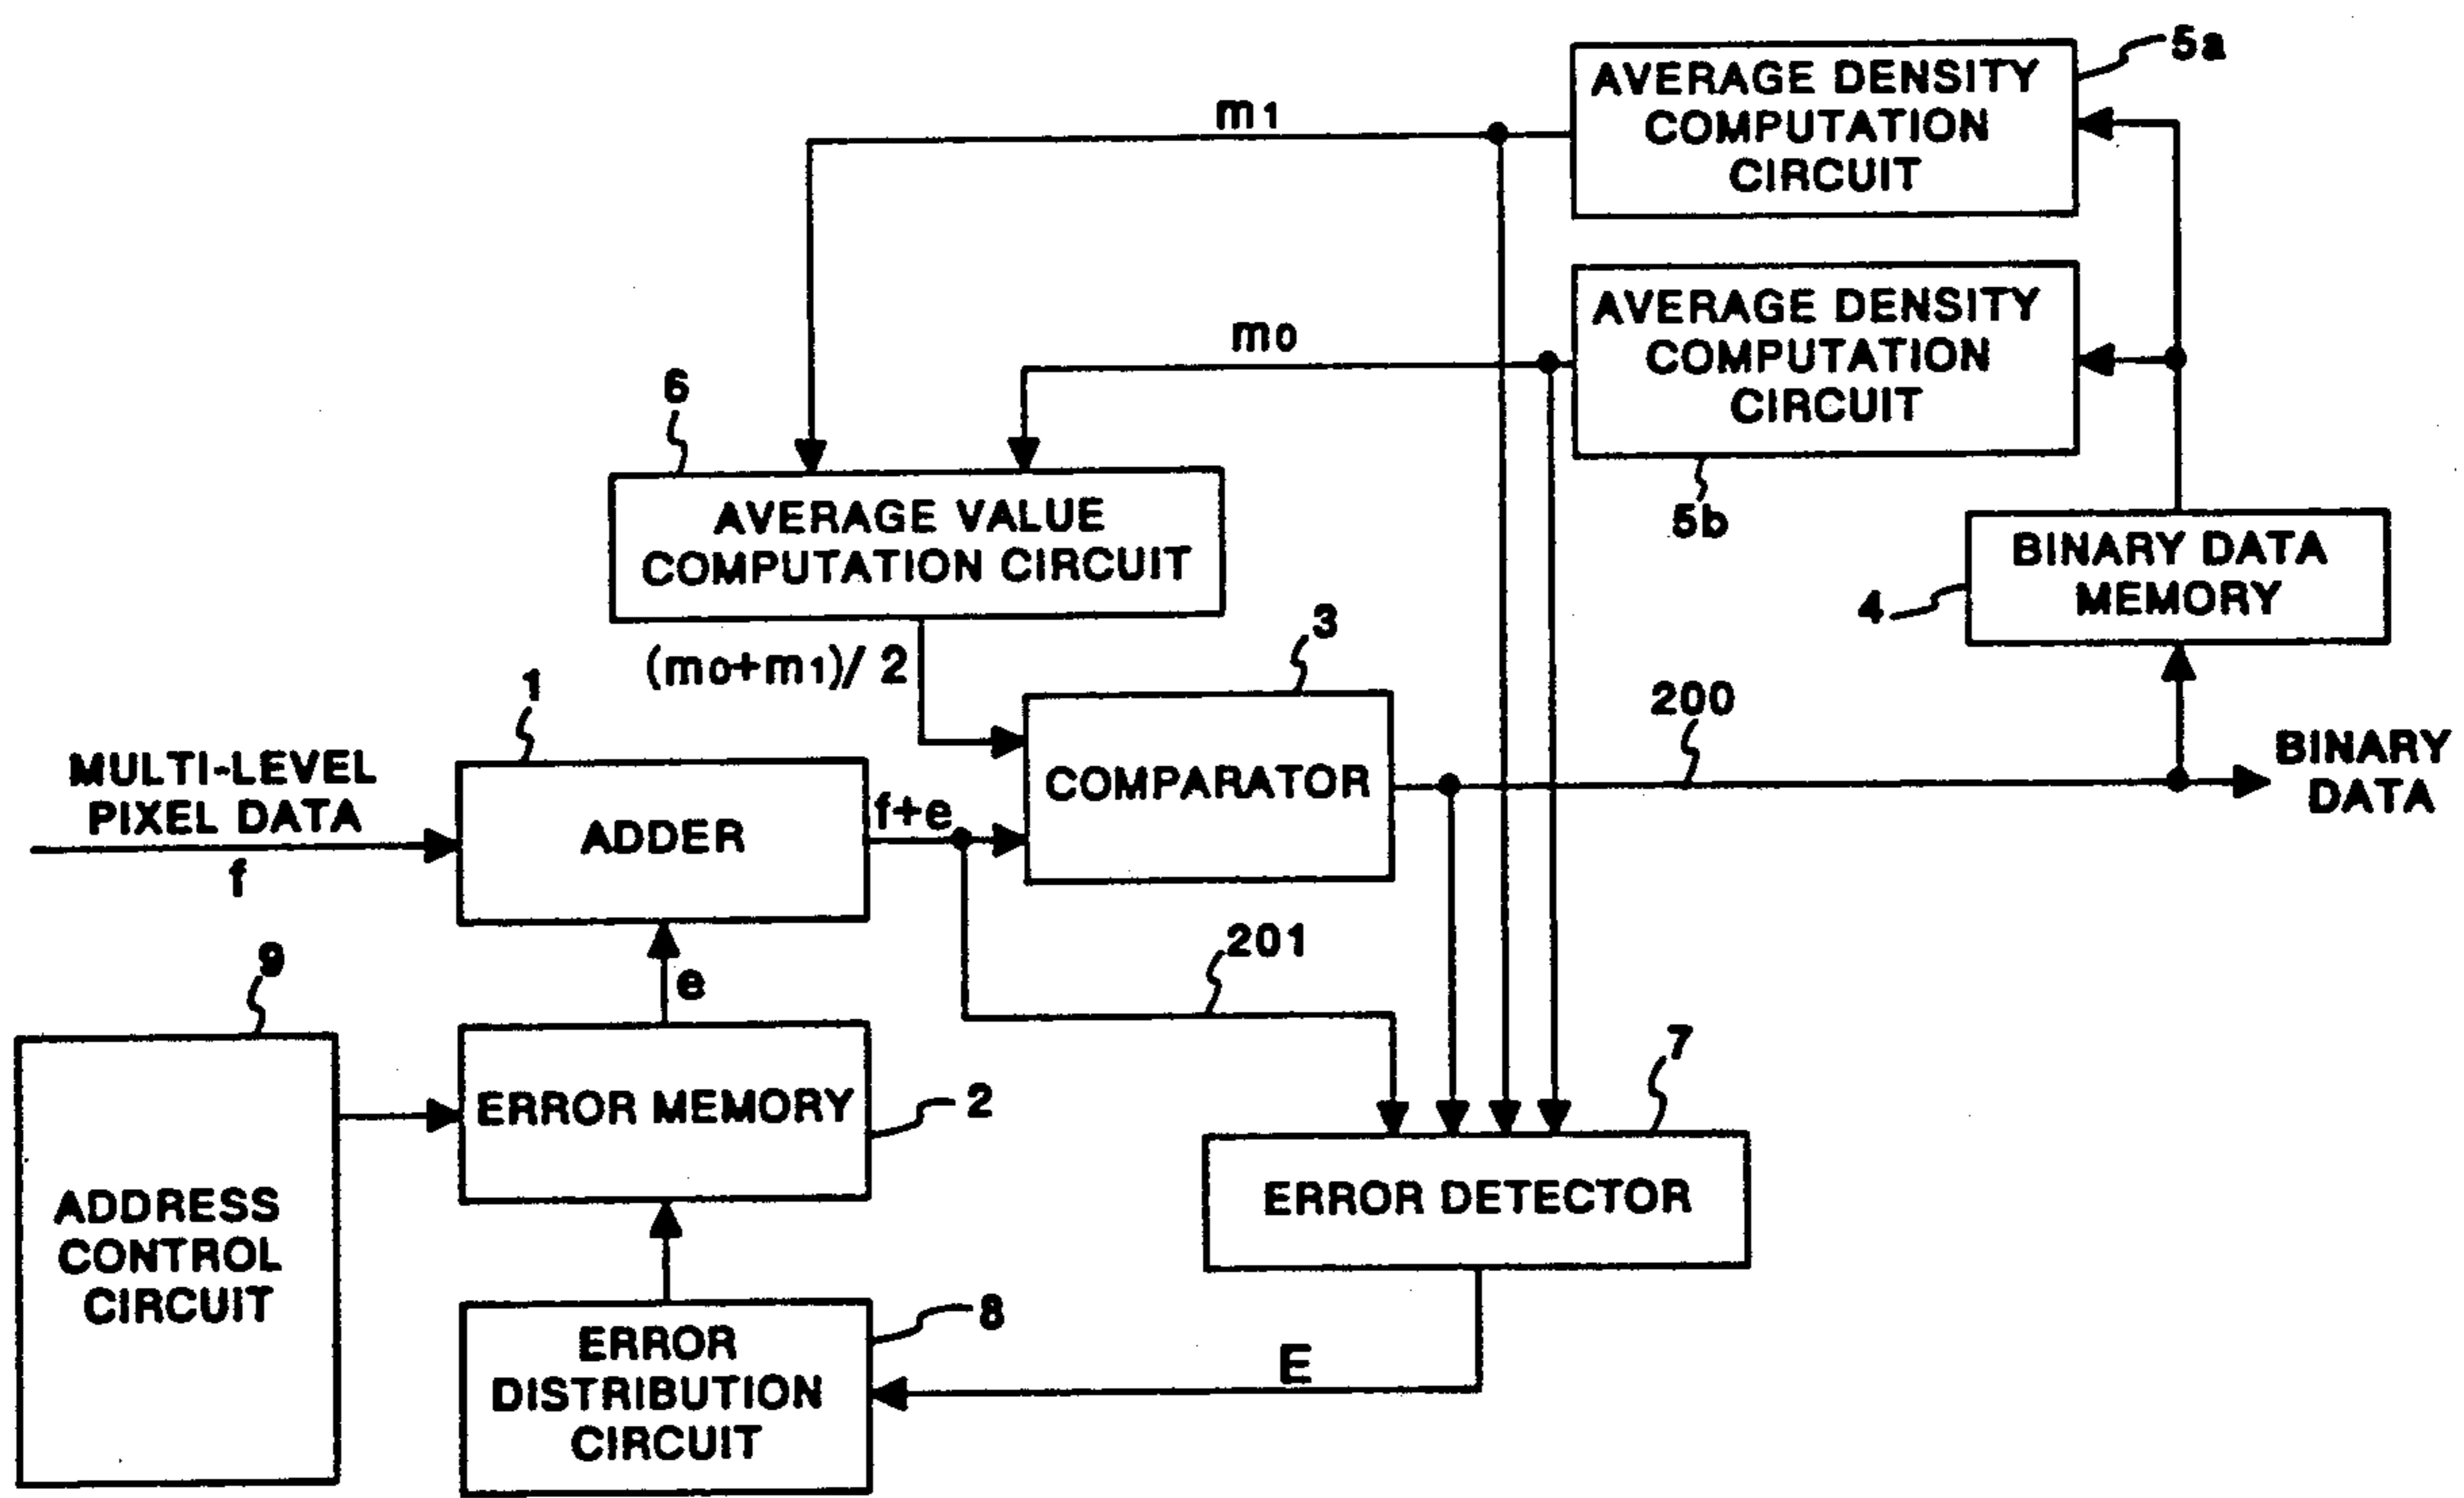 5a
AVERAGE DENSITY
COMPUTATION
CIRCUIT
m1
AVERAGE DENSITY
COMPUTATION
CIRCUIT
m0
6
5b
AVERAGE VALUE
COMPUTATION CIRCUIT
BINARY DATA
MEMORY
4
3
(m0+m1)/ 2
1
200
MULTI-LEVEL
PIXEL DATA
f
ADDER
f+e
COMPARATOR
BINARY
DATA
9
e
201
7
ERROR MEMORY
2
ADDRESS
CONTROL
CIRCUIT
ERROR DETECTOR
8
ERROR
DISTRIBUTION
CIRCUIT
E